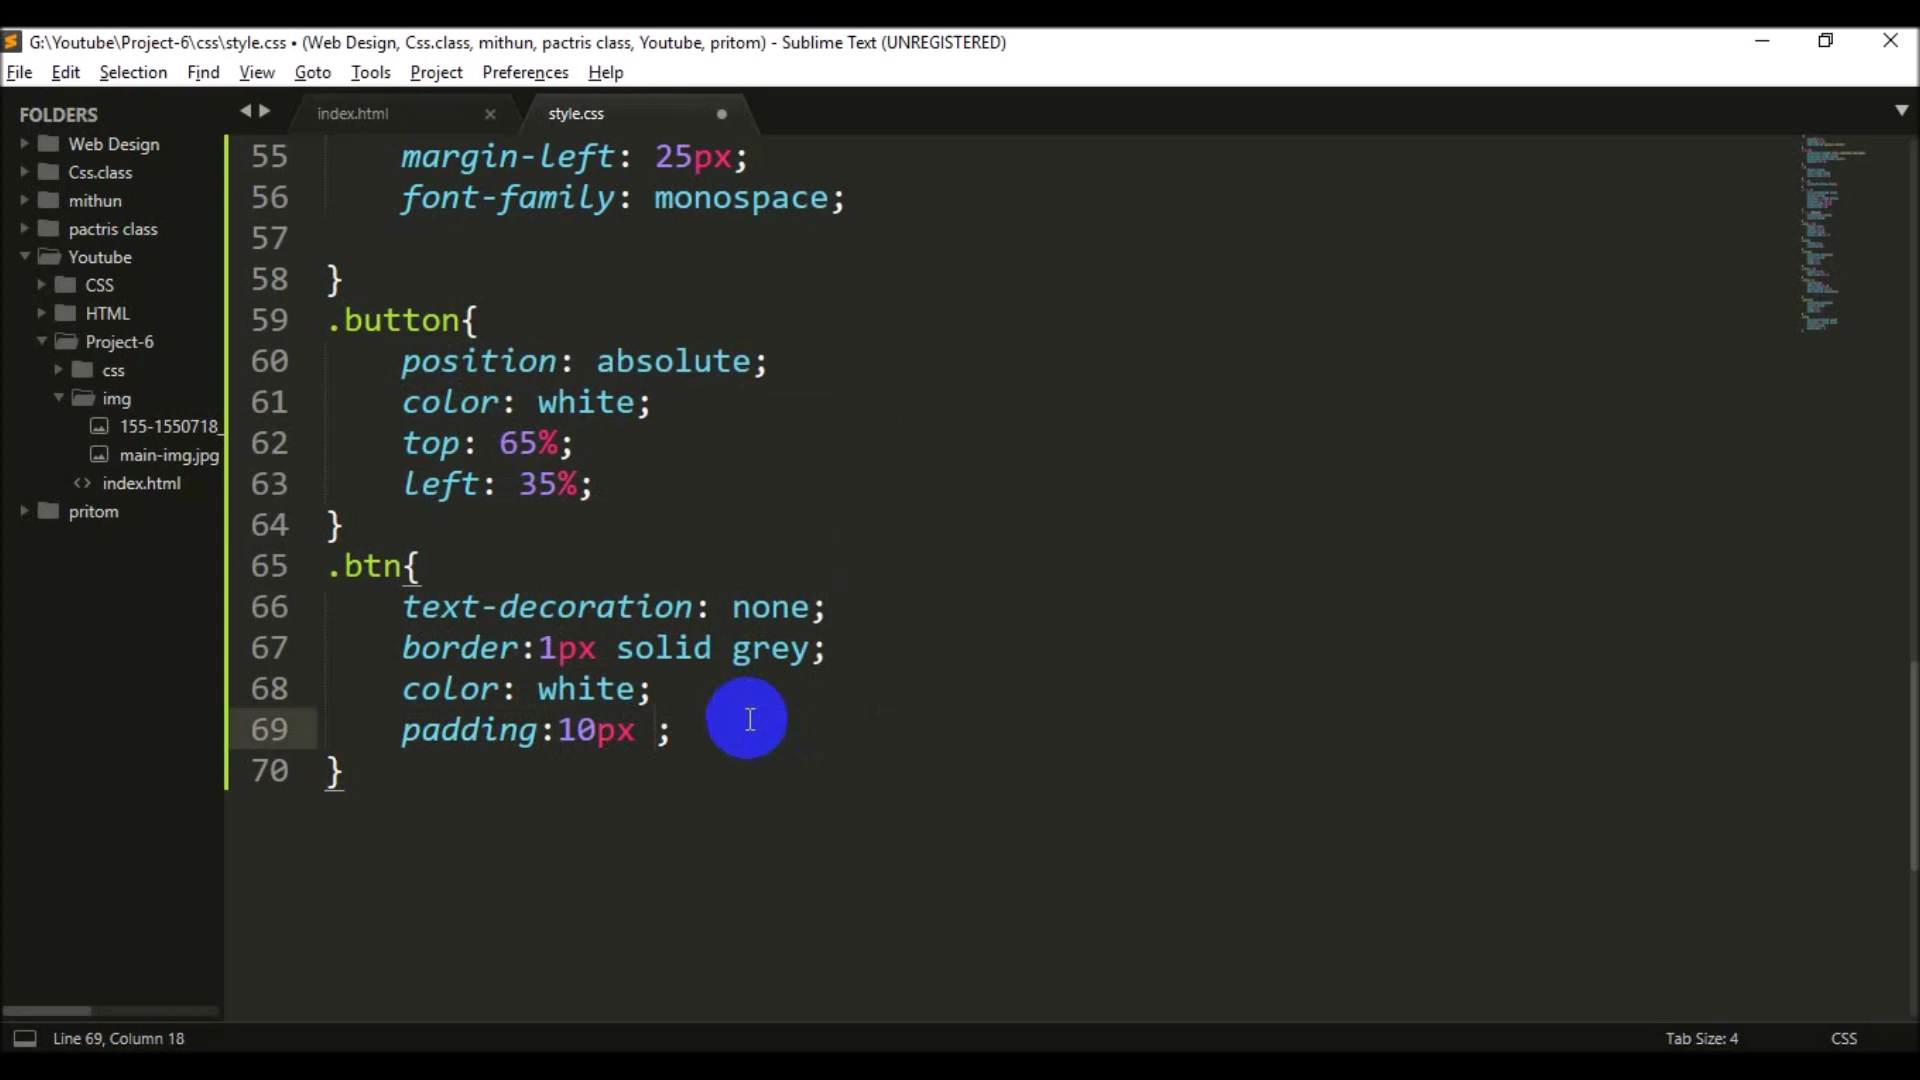 G:\Youtube\Project-6\css\style.css • (Web Design, Css.class, mithun, pactris class, Youtube, pritom) - Sublime Text (UNREGISTERED)
File Edit Selection Find View Goto Tools Project Preferences Help
FOLDERS
Web Design
Css.class
mithun
pactris class
Youtube
CSS
HTML
Project-6
css
img
155-1550718_
main-img.jpg
index.html
pritom
index.html
style.css
55 margin-left: 25px;
56 font-family: monospace;
57
58 }
59 .button{
60 position: absolute;
61 color: white;
62 top: 65%;
63 left: 35%;
64 }
65 .btn{
66 text-decoration: none;
67 border:1px solid grey;
68 color: white;
69 padding:10px ;
70 }
Line 69, Column 18
Tab Size: 4
CSS